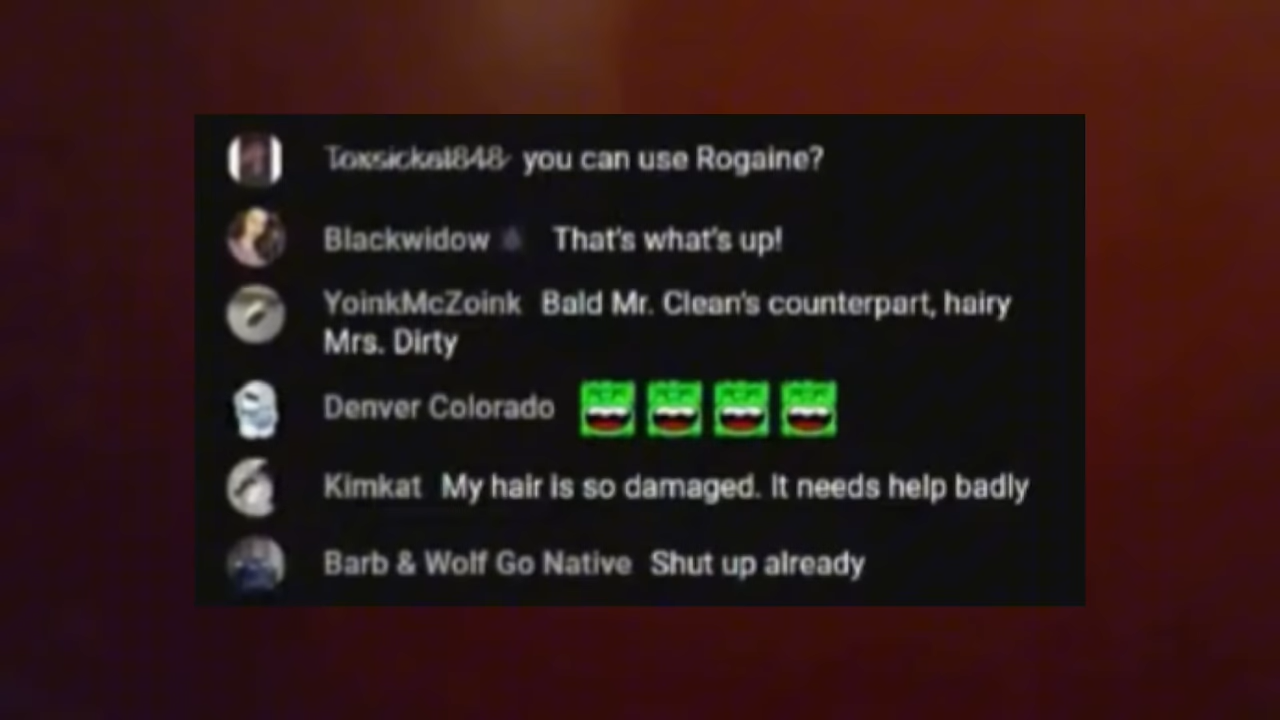 you can use Rogaine?
Blackwidow That's what's up!
YoinkMcZoink Bald Mr. Clean's counterpart, hairy
Mrs. Dirty
Denver Colorado
Kimkat My hair is so damaged. It needs help badly
Barb & Wolf Go Native Shut up already